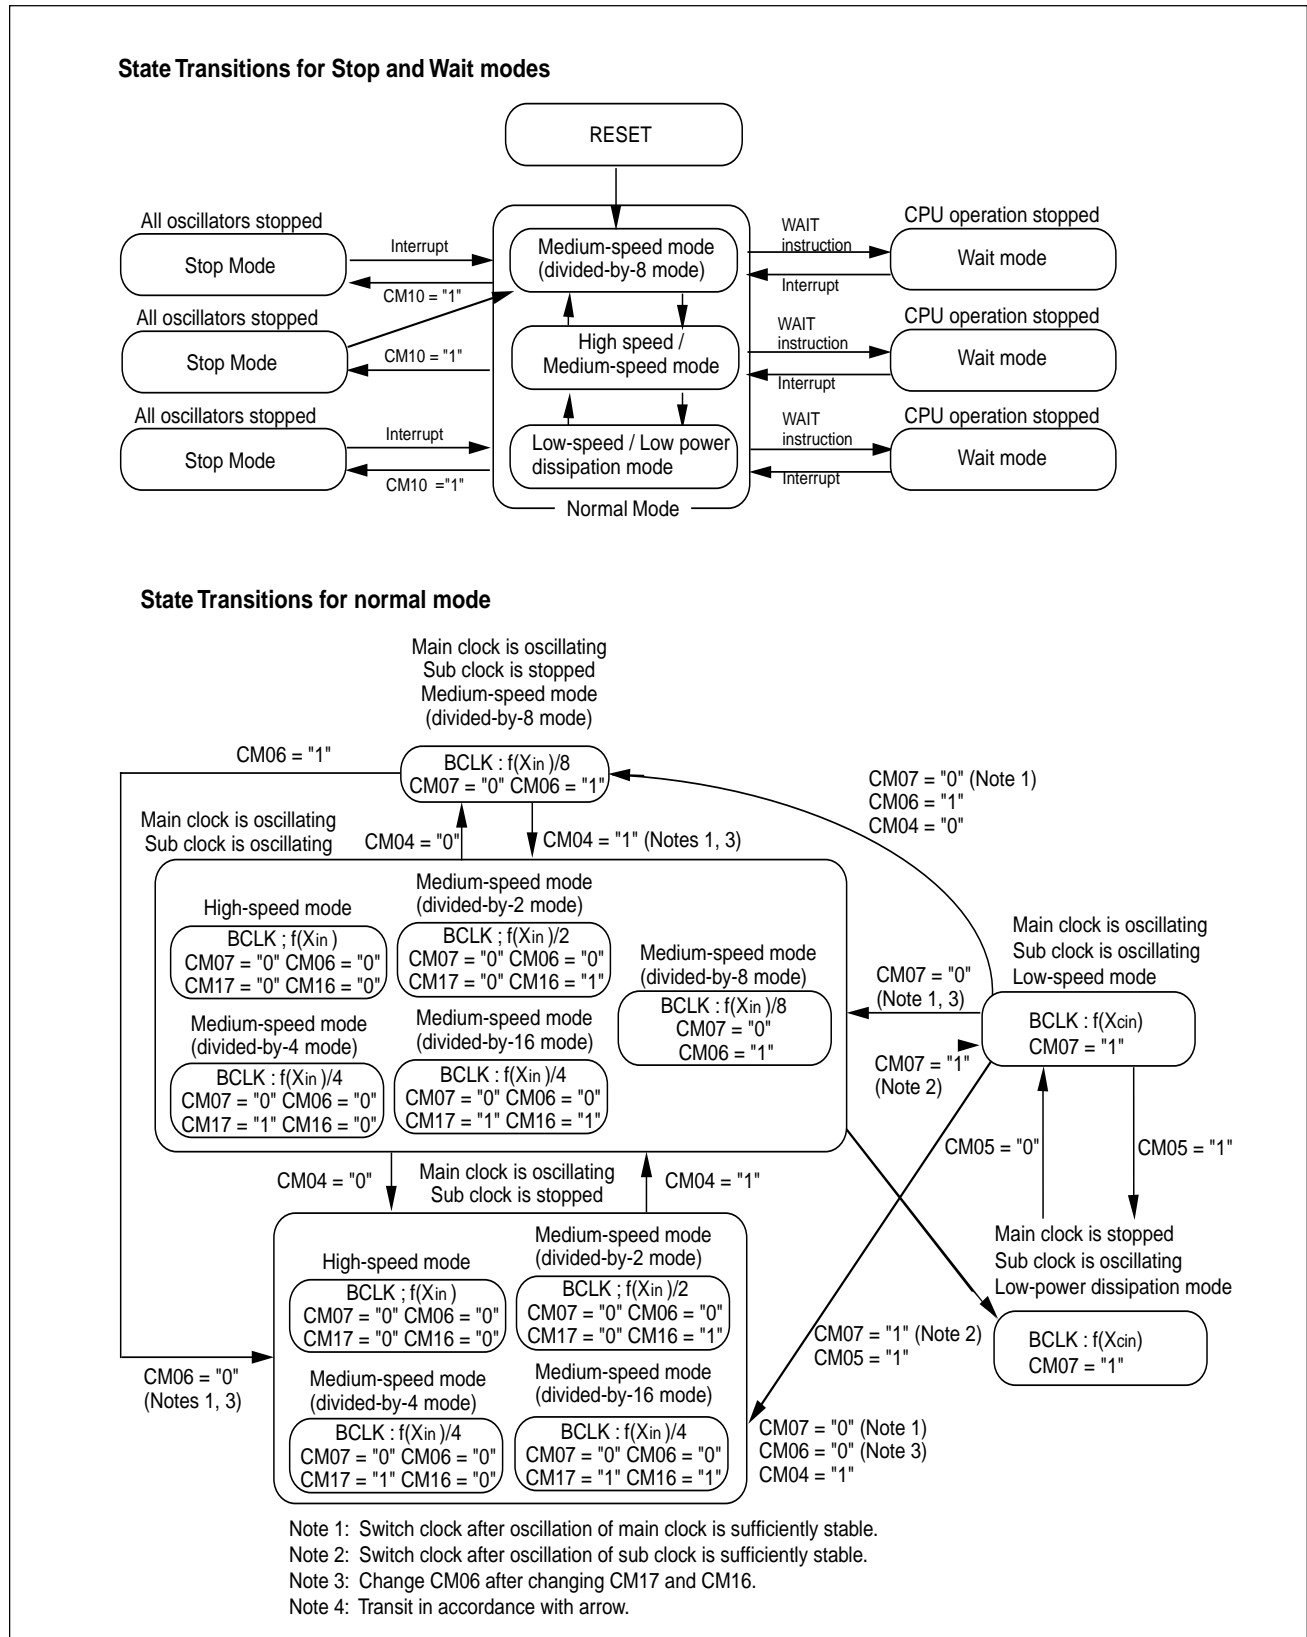 State Transitions for Stop and Wait modes
RESET
All oscillators stopped
Stop Mode
Interrupt
CM10 = "1"
Medium-speed mode
(divided-by-8 mode)
WAIT
instruction
Interrupt
CPU operation stopped
Wait mode
All oscillators stopped
Stop Mode
CM10 = "1"
High speed /
Medium-speed mode
WAIT
instruction
Interrupt
CPU operation stopped
Wait mode
All oscillators stopped
Stop Mode
Interrupt
CM10 ="1"
Low-speed / Low power
dissipation mode
WAIT
instruction
Interrupt
CPU operation stopped
Wait mode
Normal Mode
State Transitions for normal mode
Main clock is oscillating
Sub clock is stopped
Medium-speed mode
(divided-by-8 mode)
CM06 = "1"
BCLK : f(Xin)/8
CM07 = "0" CM06 = "1"
CM07 = "0" (Note 1)
CM06 = "1"
CM04 = "0"
Main clock is oscillating
Sub clock is oscillating
CM04 = "0"
CM04 = "1" (Notes 1, 3)
High-speed mode
BCLK ; f(Xin)
CM07 = "0" CM06 = "0"
CM17 = "0" CM16 = "0"
Medium-speed mode
(divided-by-2 mode)
BCLK ; f(Xin)/2
CM07 = "0" CM06 = "0"
CM17 = "0" CM16 = "1"
Medium-speed mode
(divided-by-8 mode)
BCLK : f(Xin)/8
CM07 = "0"
CM06 = "1"
Medium-speed mode
(divided-by-4 mode)
BCLK : f(Xin)/4
CM07 = "0" CM06 = "0"
CM17 = "1" CM16 = "0"
Medium-speed mode
(divided-by-16 mode)
BCLK : f(Xin)/4
CM07 = "0" CM06 = "0"
CM17 = "1" CM16 = "1"
CM07 = "0"
(Note 1, 3)
CM07 = "1"
(Note 2)
Main clock is oscillating
Sub clock is oscillating
Low-speed mode
BCLK : f(Xcin)
CM07 = "1"
CM05 = "0"
CM05 = "1"
CM04 = "0"
Main clock is oscillating
Sub clock is stopped
CM04 = "1"
High-speed mode
BCLK ; f(Xin)
CM07 = "0" CM06 = "0"
CM17 = "0" CM16 = "0"
Medium-speed mode
(divided-by-2 mode)
BCLK ; f(Xin)/2
CM07 = "0" CM06 = "0"
CM17 = "0" CM16 = "1"
Medium-speed mode
(divided-by-4 mode)
BCLK : f(Xin)/4
CM07 = "0" CM06 = "0"
CM17 = "1" CM16 = "0"
Medium-speed mode
(divided-by-16 mode)
BCLK : f(Xin)/4
CM07 = "0" CM06 = "0"
CM17 = "1" CM16 = "1"
CM06 = "0"
(Notes 1, 3)
Main clock is stopped
Sub clock is oscillating
Low-power dissipation mode
BCLK : f(Xcin)
CM07 = "1"
CM07 = "1" (Note 2)
CM05 = "1"
CM07 = "0" (Note 1)
CM06 = "0" (Note 3)
CM04 = "1"
Note 1: Switch clock after oscillation of main clock is sufficiently stable.
Note 2: Switch clock after oscillation of sub clock is sufficiently stable.
Note 3: Change CM06 after changing CM17 and CM16.
Note 4: Transit in accordance with arrow.